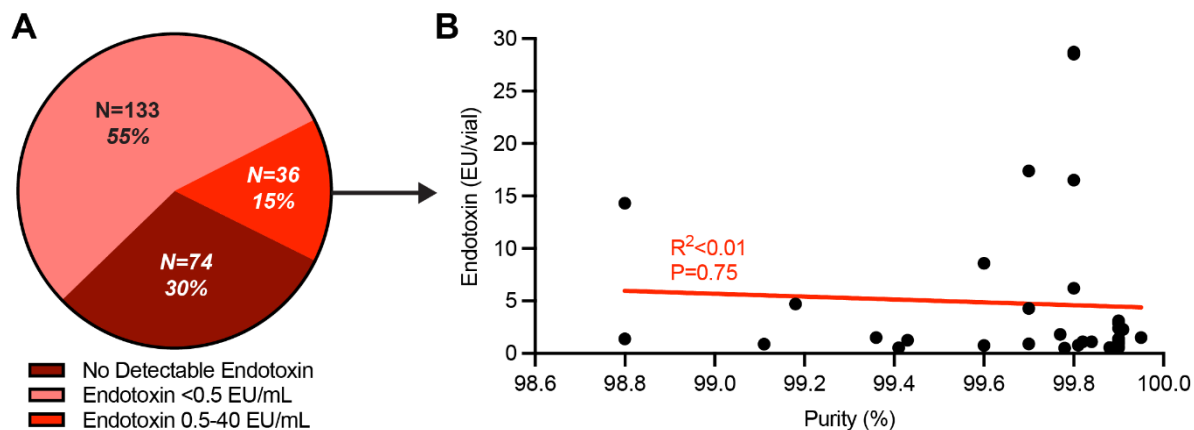 A
N=133
55%
N=36
15%
N=74
30%
No Detectable Endotoxin
Endotoxin <0.5 EU/mL
Endotoxin 0.5-40 EU/mL
B
Endotoxin (EU/vial)
30
25
20
15
10
5
0
R²<0.01
P=0.75
98.6 98.8 99.0 99.2 99.4 99.6 99.8 100.0
Purity (%)